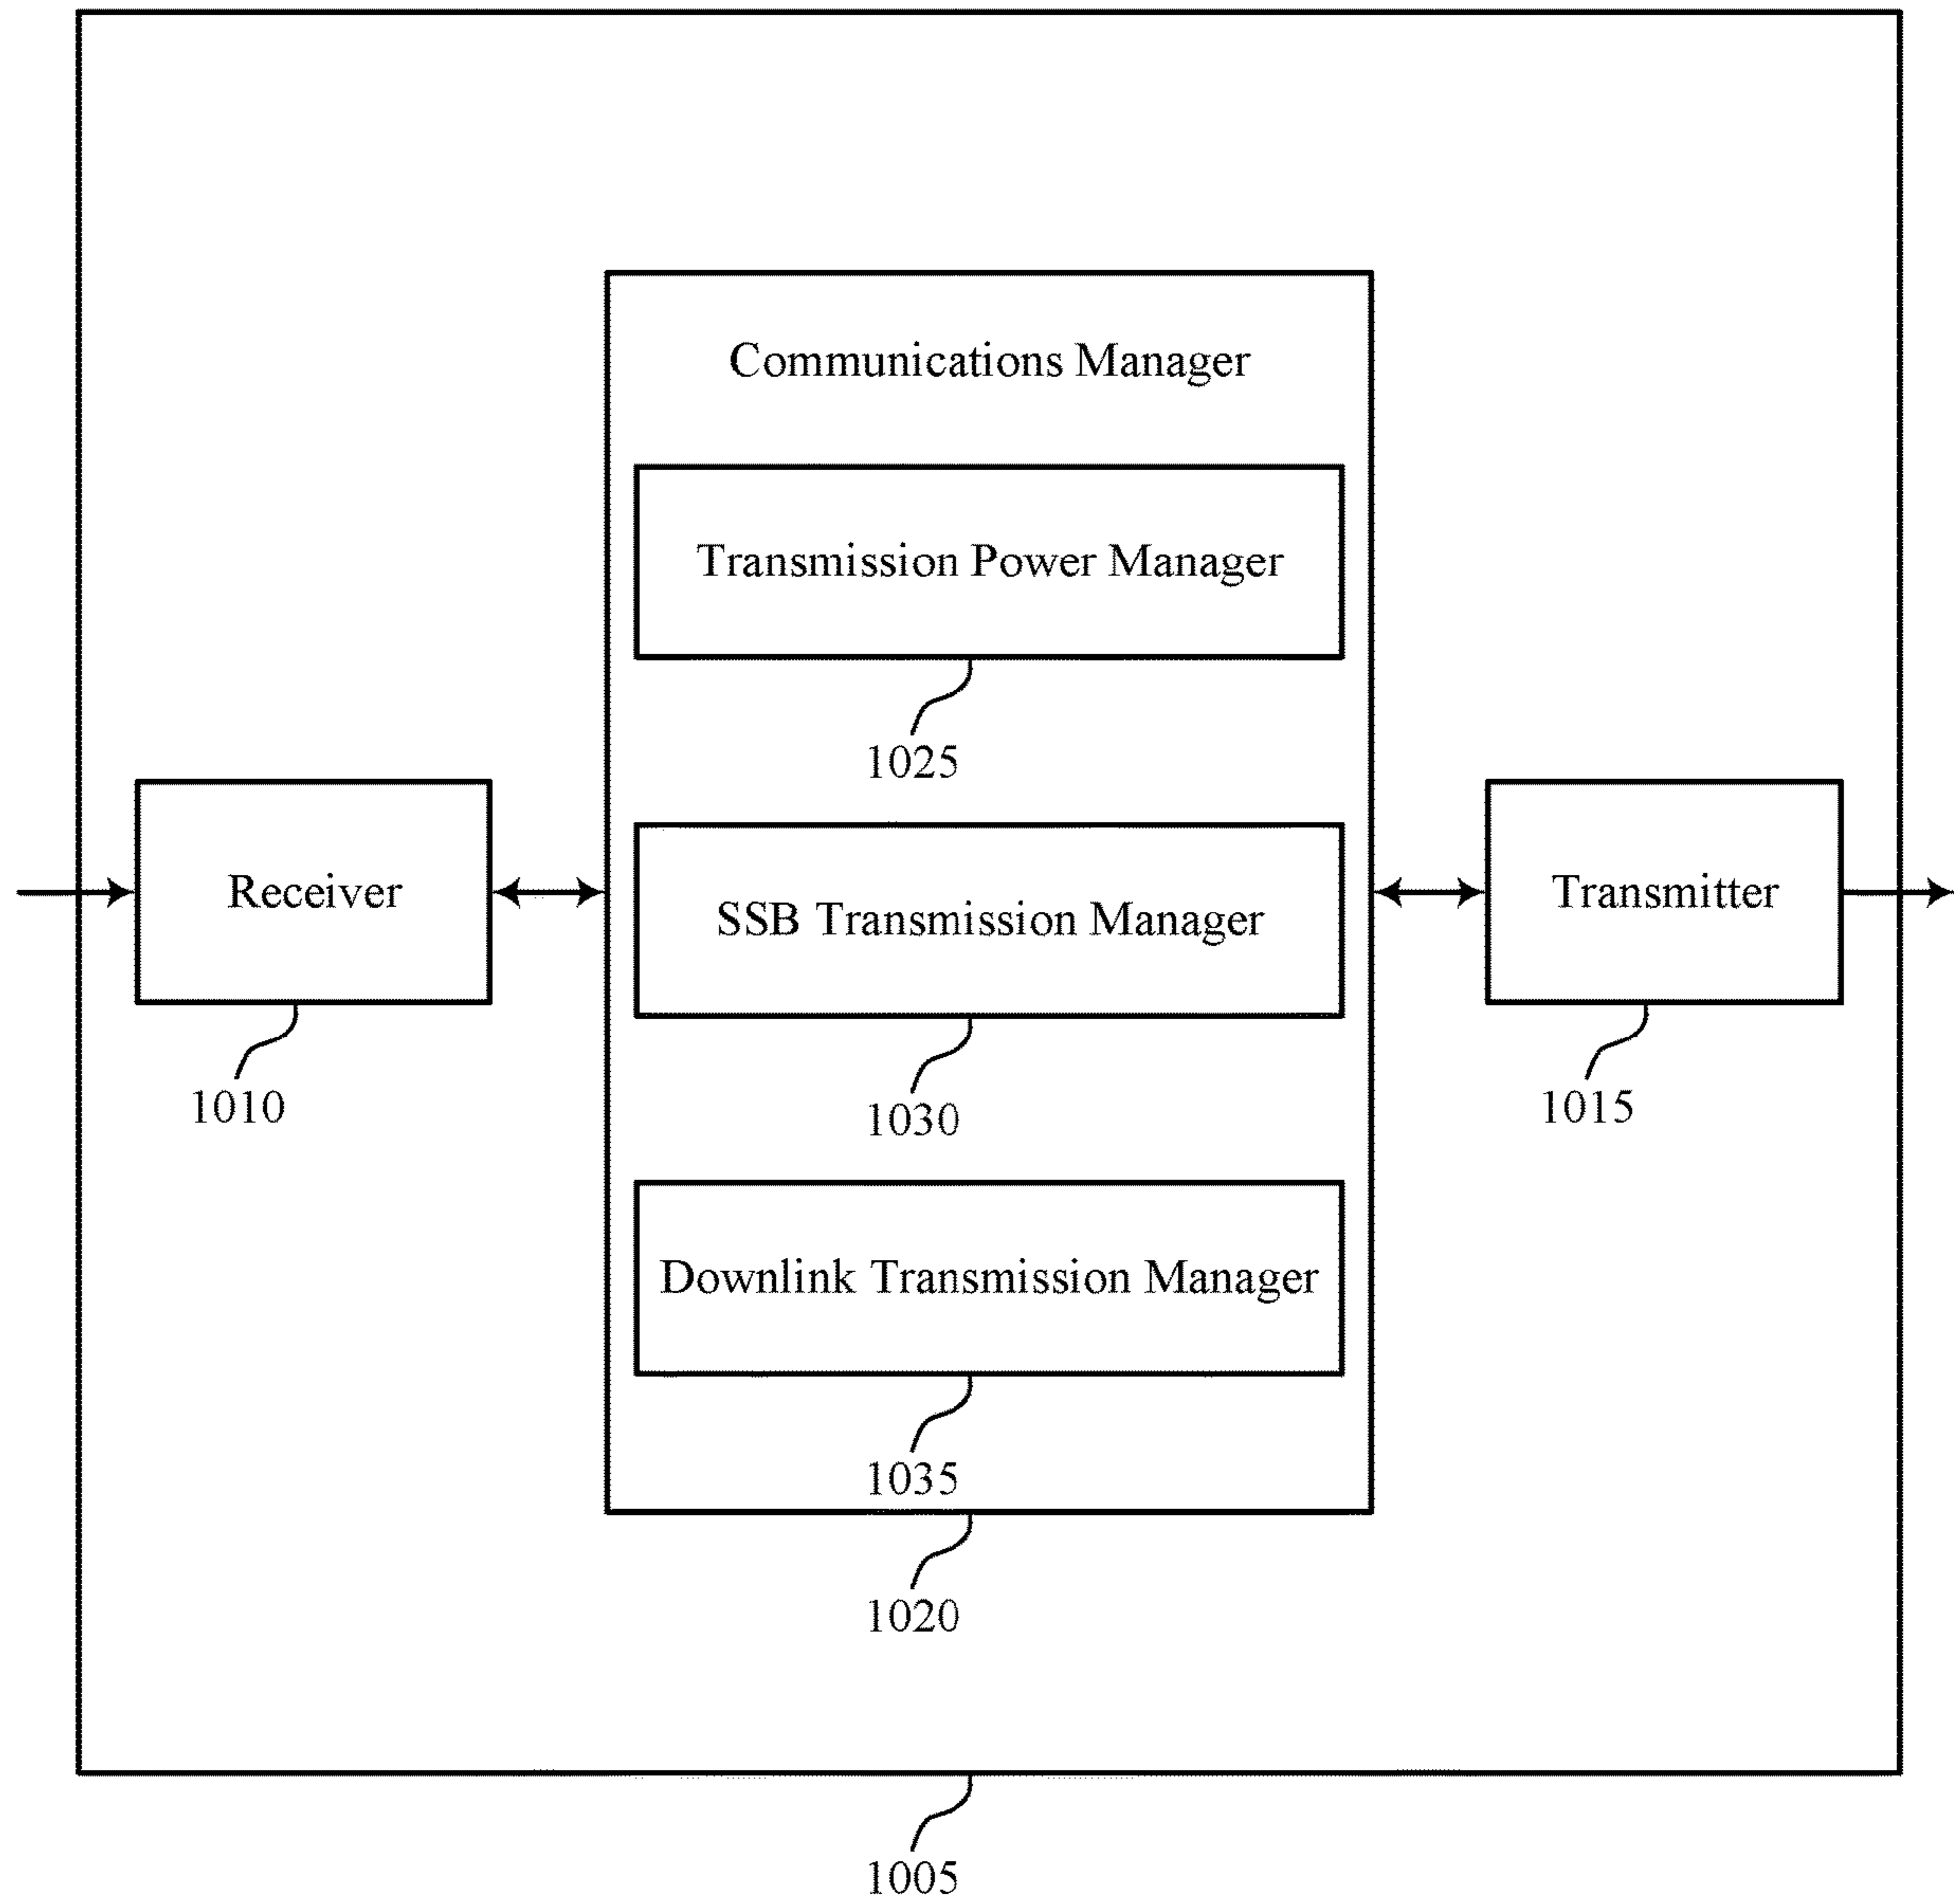 Communications Manager
Transmission Power Manager
1025
Receiver
1010
SSB Transmission Manager
1030
Transmitter
1015
Downlink Transmission Manager
1035
1020
1005